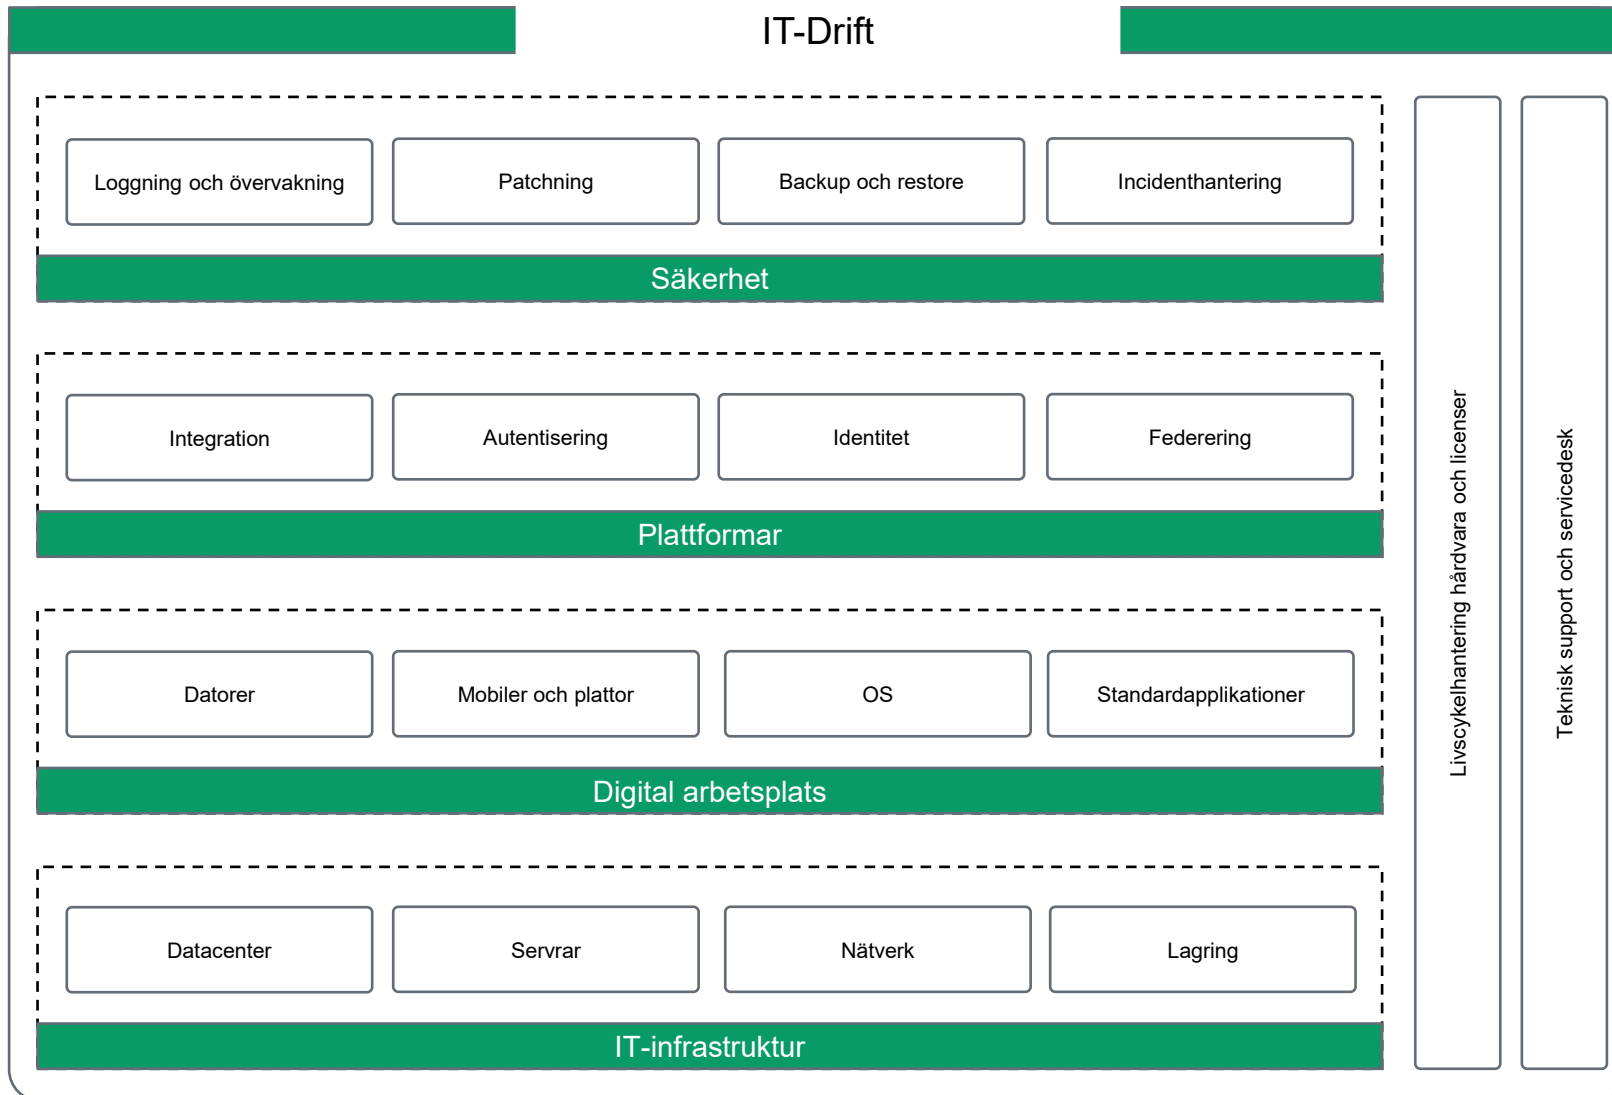 IT-Drift
Loggning och övervakning
Patchning
Backup och restore
Incidenthantering
Säkerhet
Integration
Autentisering
Identitet
Federering
Plattformar
Datorer
Mobiler och plattor
OS
Standardapplikationer
Digital arbetsplats
Datacenter
Servrar
Nätverk
Lagring
IT-infrastruktur
Livscykelhantering hårdvara och licenser
Teknisk support och servicedesk